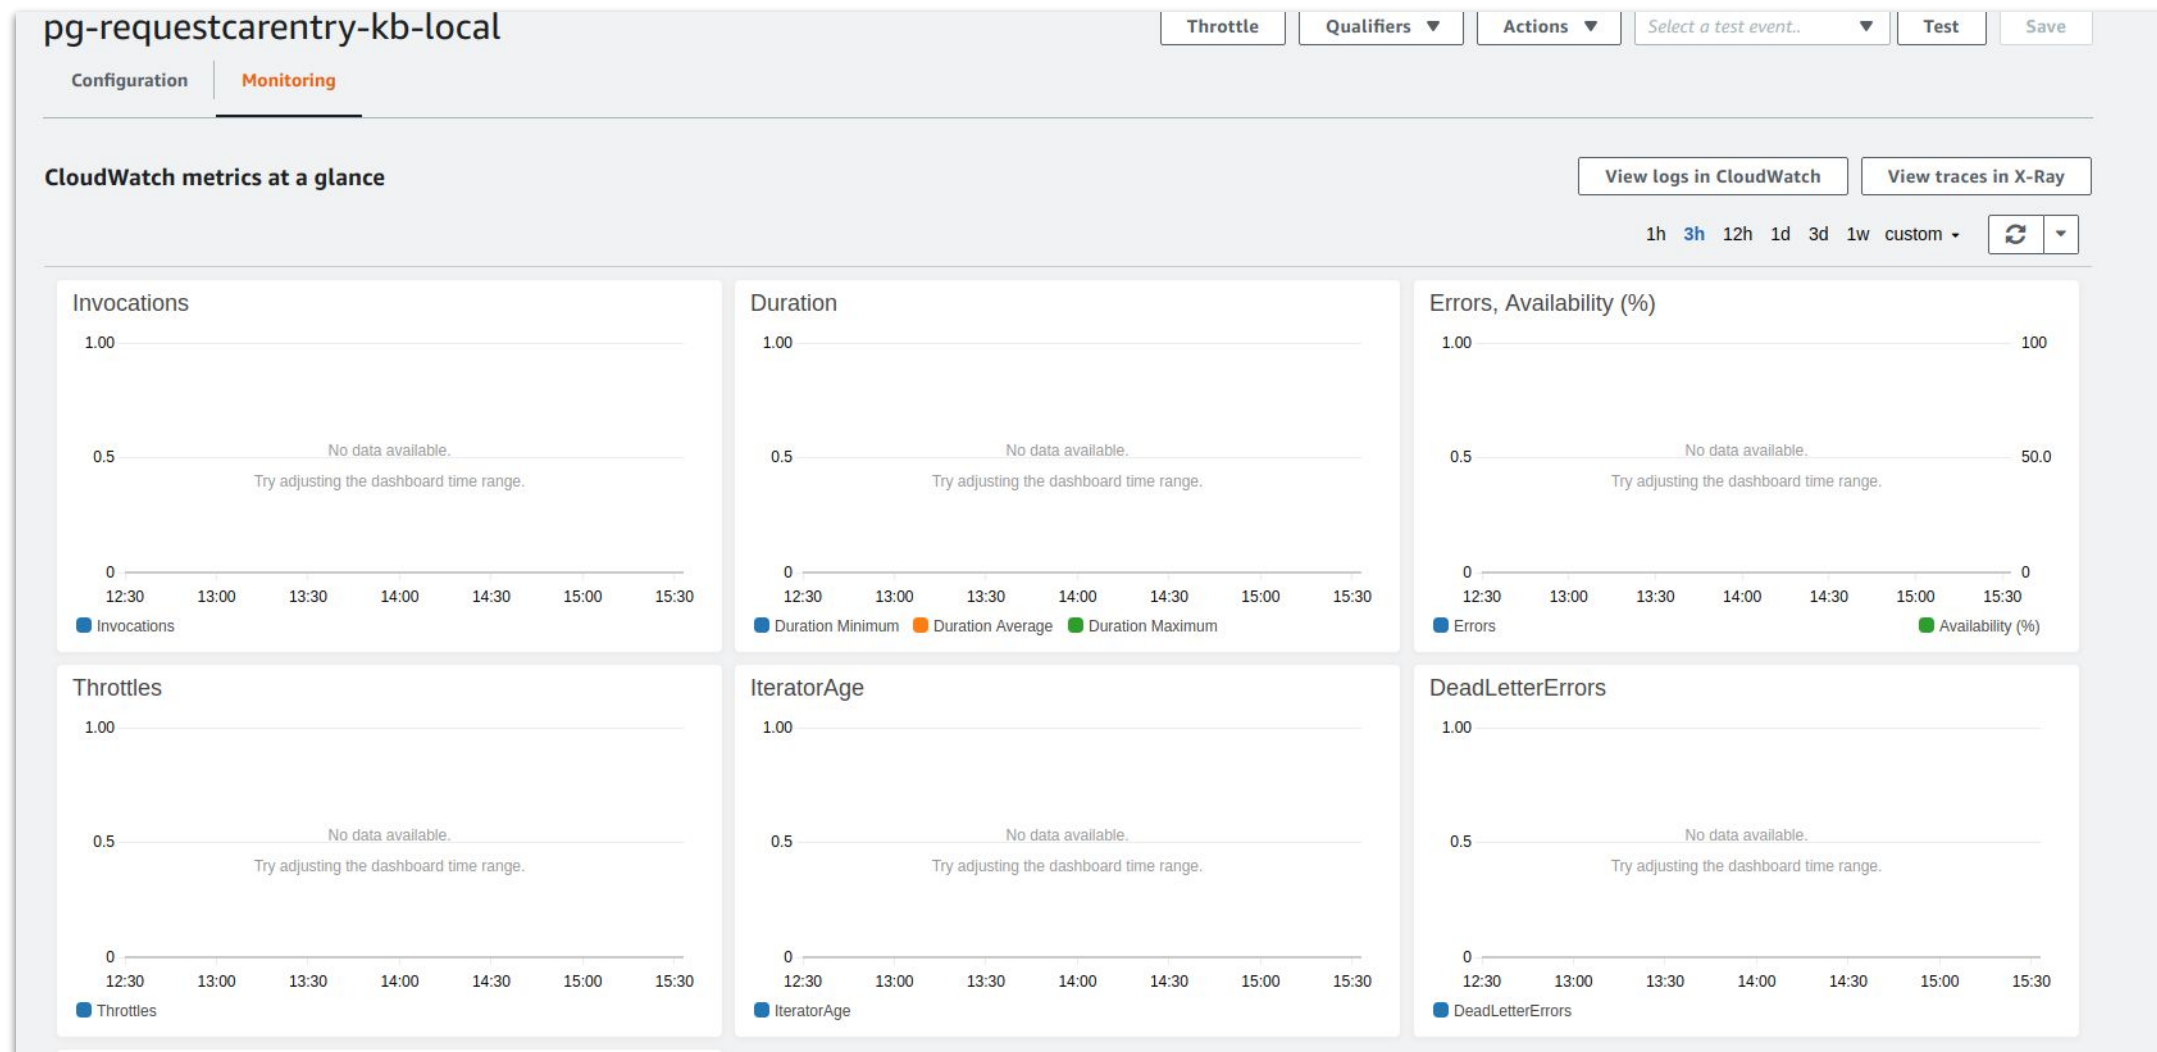 pg-requestcarentry-kb-local
Throttle Qualifiers Actions Select a test event.. Test Save
Configuration Monitoring
CloudWatch metrics at a glance
View logs in CloudWatch View traces in X-Ray
1h 3h 12h 1d 3d 1w custom
Invocations
1.00
No data available.
0.5
Try adjusting the dashboard time range.
0
12:30 13:00 13:30 14:00 14:30 15:00 15:30
Invocations
Duration
1.00
No data available.
0.5
Try adjusting the dashboard time range.
0
12:30 13:00 13:30 14:00 14:30 15:00 15:30
Duration Minimum Duration Average Duration Maximum
Errors, Availability (%)
1.00 100
No data available.
0.5 50.0
Try adjusting the dashboard time range.
0 0
12:30 13:00 13:30 14:00 14:30 15:00 15:30
Errors Availability (%)
Throttles
1.00
No data available.
0.5
Try adjusting the dashboard time range.
0
12:30 13:00 13:30 14:00 14:30 15:00 15:30
Throttles
IteratorAge
1.00
No data available.
0.5
Try adjusting the dashboard time range.
0
12:30 13:00 13:30 14:00 14:30 15:00 15:30
IteratorAge
DeadLetterErrors
1.00
No data available.
0.5
Try adjusting the dashboard time range.
0
12:30 13:00 13:30 14:00 14:30 15:00 15:30
DeadLetterErrors